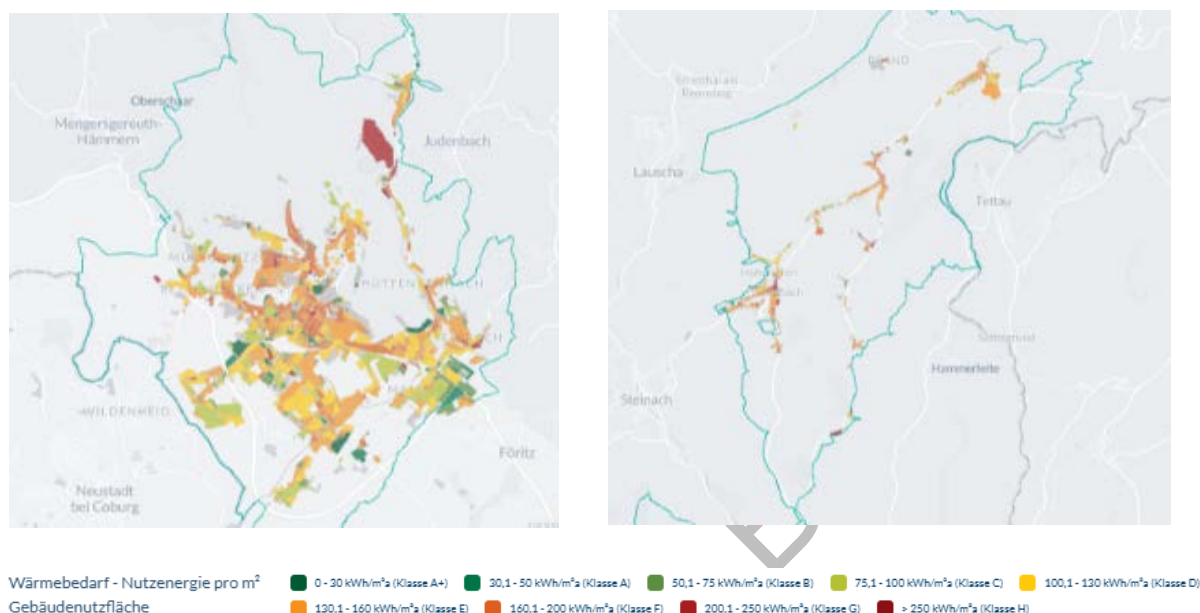 Oberschaar
Mengersgereuth-
Hämmern
Judenbach
WILDENHEID
Föritz
Neustadt
bei Coburg
Lauscha
Tettau
Hammerleite
Steinach
Wärmebedarf - Nutzenergie pro m²
Gebäudenutzfläche
0 - 30 kWh/m²a (Klasse A+)
30,1 - 50 kWh/m²a (Klasse A)
50,1 - 75 kWh/m²a (Klasse B)
75,1 - 100 kWh/m²a (Klasse C)
100,1 - 130 kWh/m²a (Klasse D)
130,1 - 160 kWh/m²a (Klasse E)
160,1 - 200 kWh/m²a (Klasse F)
200,1 - 250 kWh/m²a (Klasse G)
> 250 kWh/m²a (Klasse H)